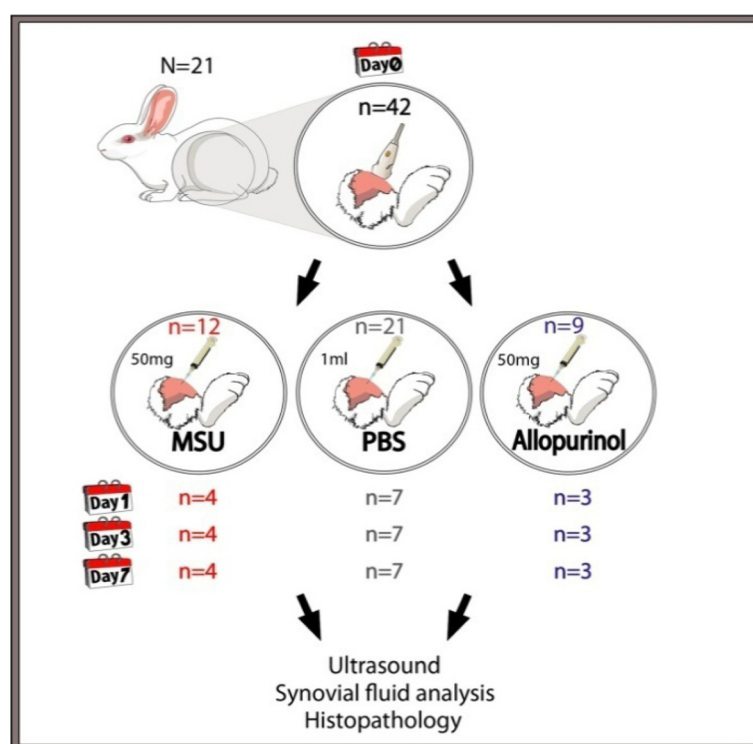 N=21
Day0
n=42
n=12
50mg
MSU
n=21
1ml
PBS
n=9
50mg
Allopurinol
Day1 n=4 n=7 n=3
Day3 n=4 n=7 n=3
Day7 n=4 n=7 n=3
Ultrasound
Synovial fluid analysis
Histopathology